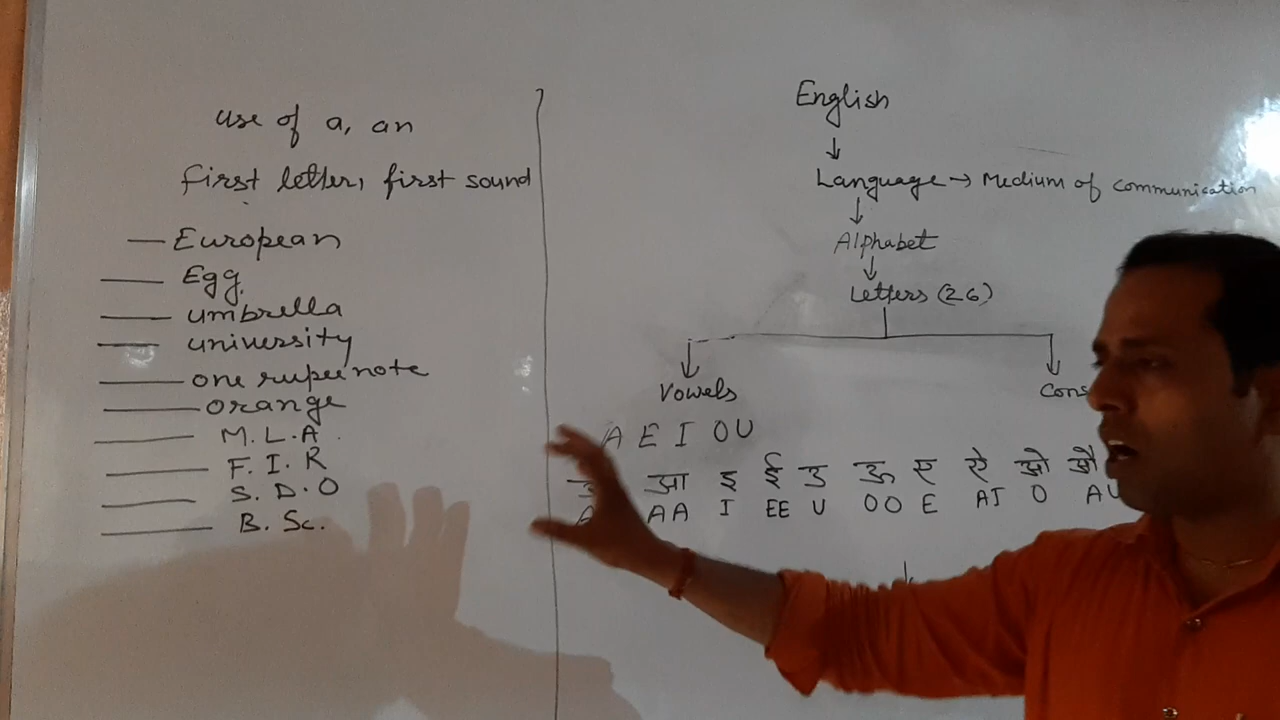 use of a, an
first letter, first sound
— European
— Egg.
— umbrella
— university
— one rupee note
— orange
— M. L. A.
— F. I. R
— S. D. O
— B. Sc.
English
↓
Language → Medium of communication
↓
Alphabet
↓
Letters (26)
Vowels
A E I O U
आ इ ई उ ऊ ए ऐ ओ औ
A AA I EE U OO E AI O AU